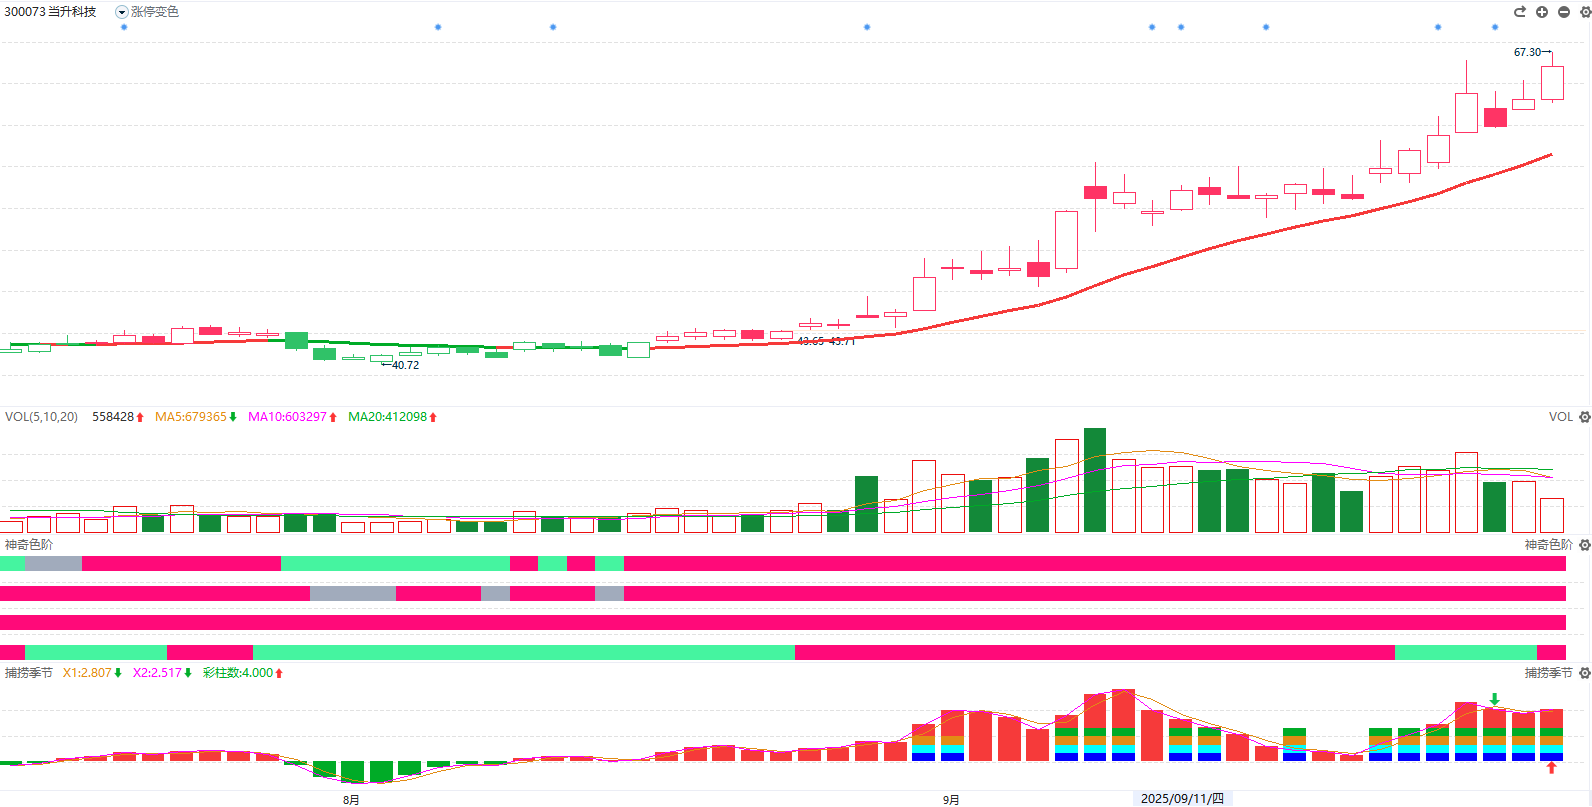 300073 当升科技 涨停变色
67.30
43.65-43.71
40.72
VOL(5,10,20) 558428 MA5:679365 MA10:603297 MA20:412098 VOL
神奇色阶 神奇色阶
捕捞季节 X1:2.807 X2:2.517 彩柱数:4.000 捕捞季节
8月 9月 2025/09/11/四